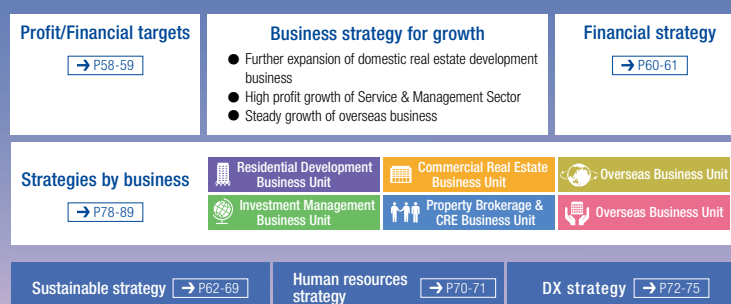 Profit/Financial targets
→ P58-59
Business strategy for growth
● Further expansion of domestic real estate development
business
● High profit growth of Service & Management Sector
● Steady growth of overseas business
Financial strategy
→ P60-61
Strategies by business
→ P78-89
Residential Development
Business Unit
Commercial Real Estate
Business Unit
Overseas Business Unit
Investment Management
Business Unit
Property Brokerage &
CRE Business Unit
Overseas Business Unit
Sustainable strategy → P62-69
Human resources
strategy
→ P70-71
DX strategy → P72-75